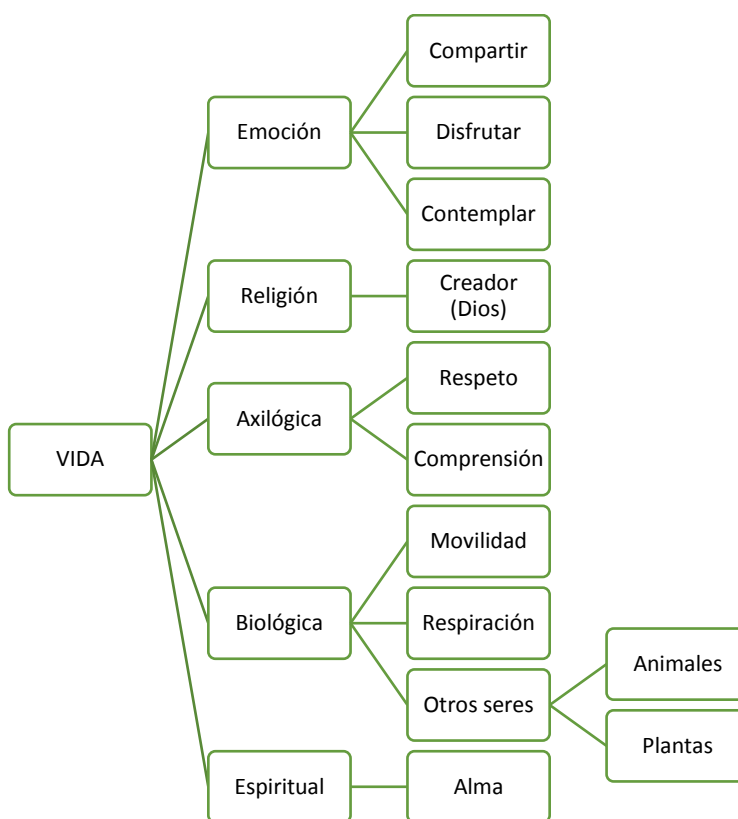 Compartir
Emoción
Disfrutar
Contemplar
Religión
Creador
(Dios)
Respeto
Axilógica
VIDA
Comprensión
Movilidad
Biológica
Respiración
Animales
Otros seres
Plantas
Espiritual
Alma